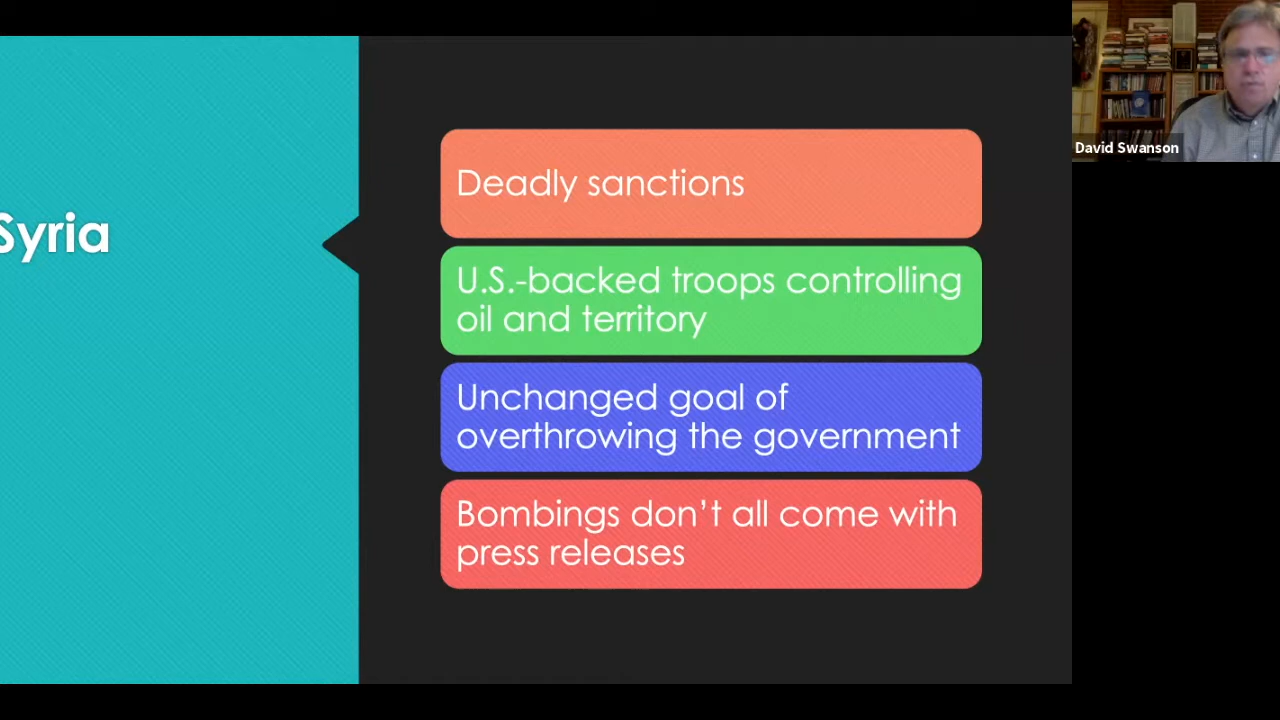 Syria
Deadly sanctions
U.S.-backed troops controlling
oil and territory
Unchanged goal of
overthrowing the government
Bombings don’t all come with
press releases
David Swanson